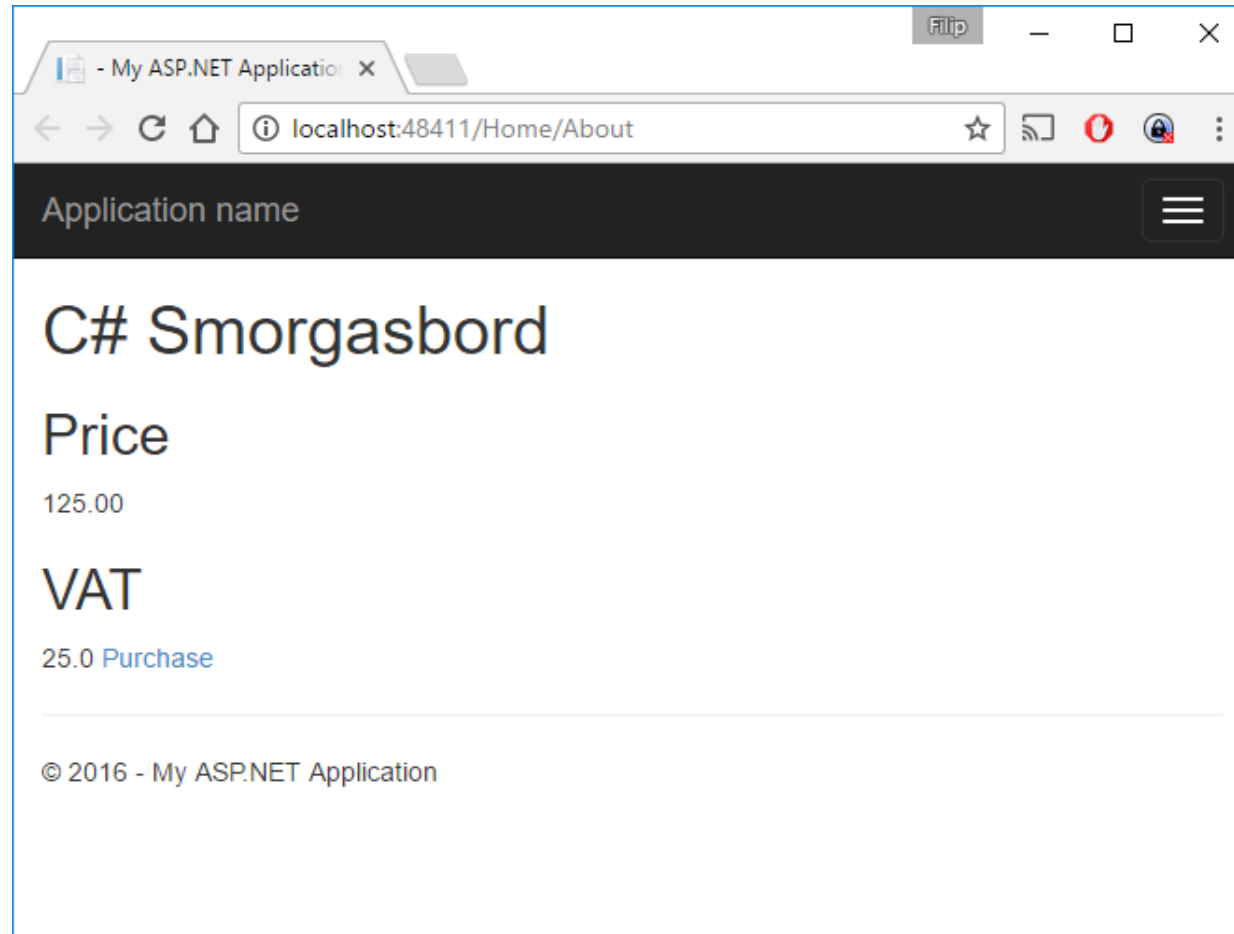 Filip
- My ASP.NET Application
localhost:48411/Home/About
Application name
C# Smorgasbord
Price
125.00
VAT
25.0 Purchase
© 2016 - My ASP.NET Application